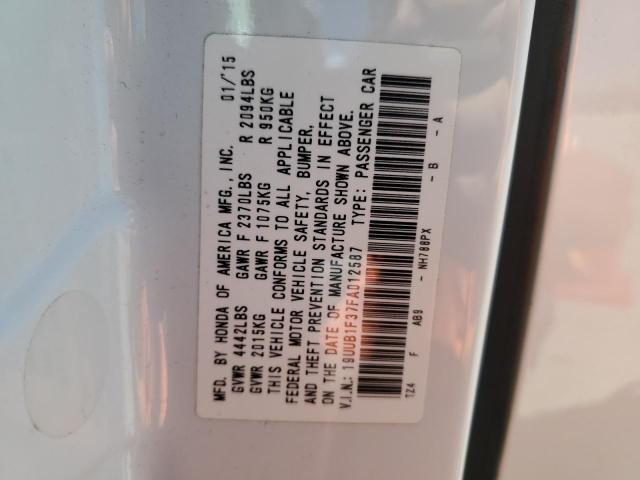 MFD. BY HONDA OF AMERICA MFG., INC. 01/'15
GVWR 4442LBS GAWR F 2370LBS R 2094LBS
GVWR 2015KG GAWR F 1075KG R 950KG
THIS VEHICLE CONFORMS TO ALL APPLICABLE
FEDERAL MOTOR VEHICLE SAFETY, BUMPER,
AND THEFT PREVENTION STANDARDS IN EFFECT
ON THE DATE OF MANUFACTURE SHOWN ABOVE.
V.I.N.: 19UUB1F37FA012587 TYPE: PASSENGER CAR
TZ4 F AB9 - NH788PX - B - A